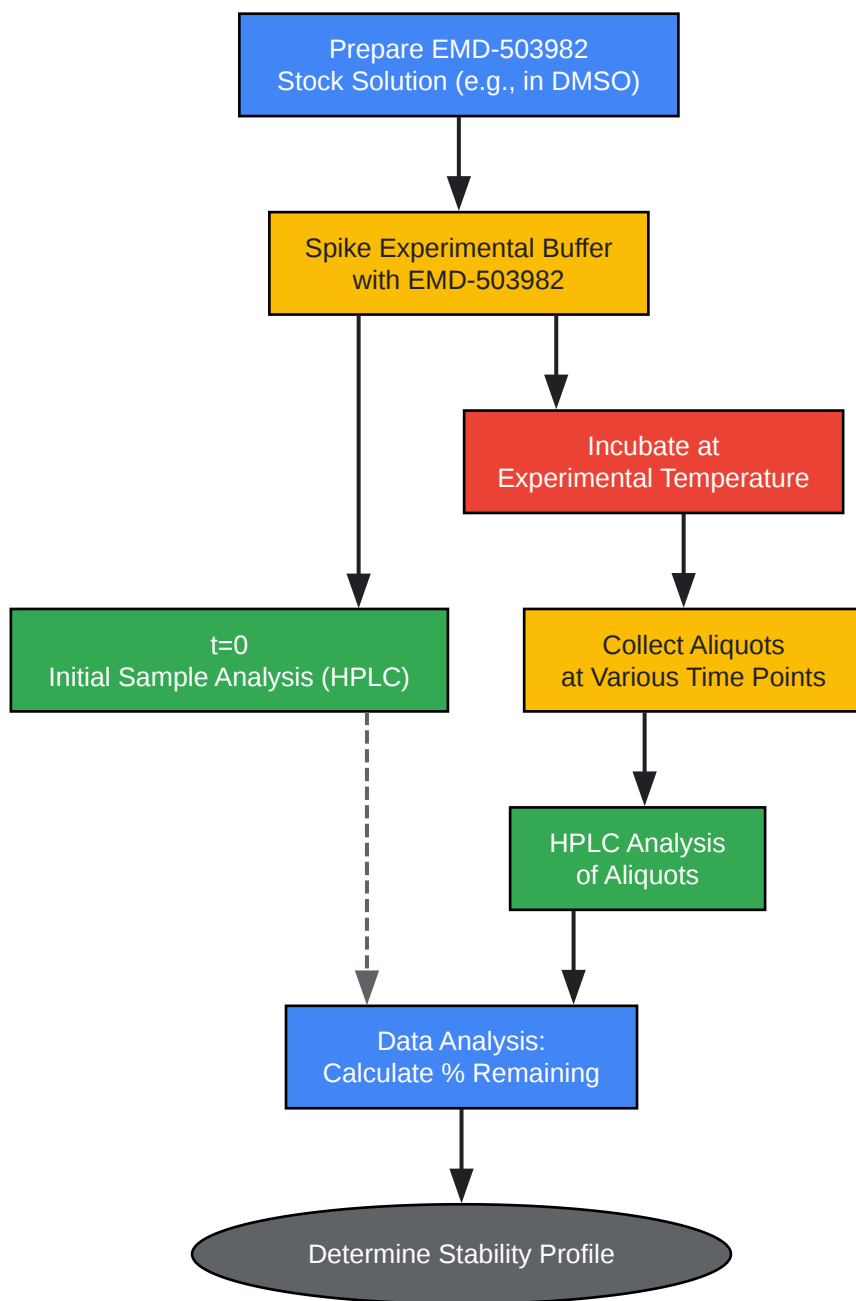 Prepare EMD-503982
Stock Solution (e.g., in DMSO)
Spike Experimental Buffer
with EMD-503982
Incubate at
Experimental Temperature
t=0
Initial Sample Analysis (HPLC)
Collect Aliquots
at Various Time Points
HPLC Analysis
of Aliquots
Data Analysis:
Calculate % Remaining
Determine Stability Profile